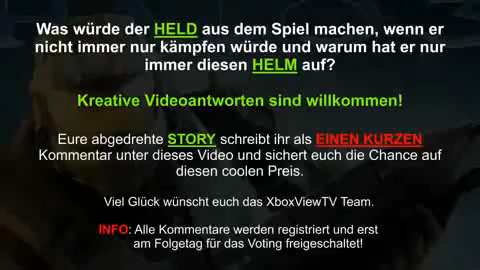 Was würde der HELD aus dem Spiel machen, wenn er
nicht immer nur kämpfen würde und warum hat er nur
immer diesen HELM auf?
Kreative Videoantworten sind willkommen!
Eure abgedrehte STORY schreibt ihr als EINEN KURZEN
Kommentar unter dieses Video und sichert euch die Chance auf
diesen coolen Preis.
Viel Glück wünscht euch das XboxViewTV Team.
INFO: Alle Kommentare werden registriert und erst
am Folgetag für das Voting freigeschaltet!